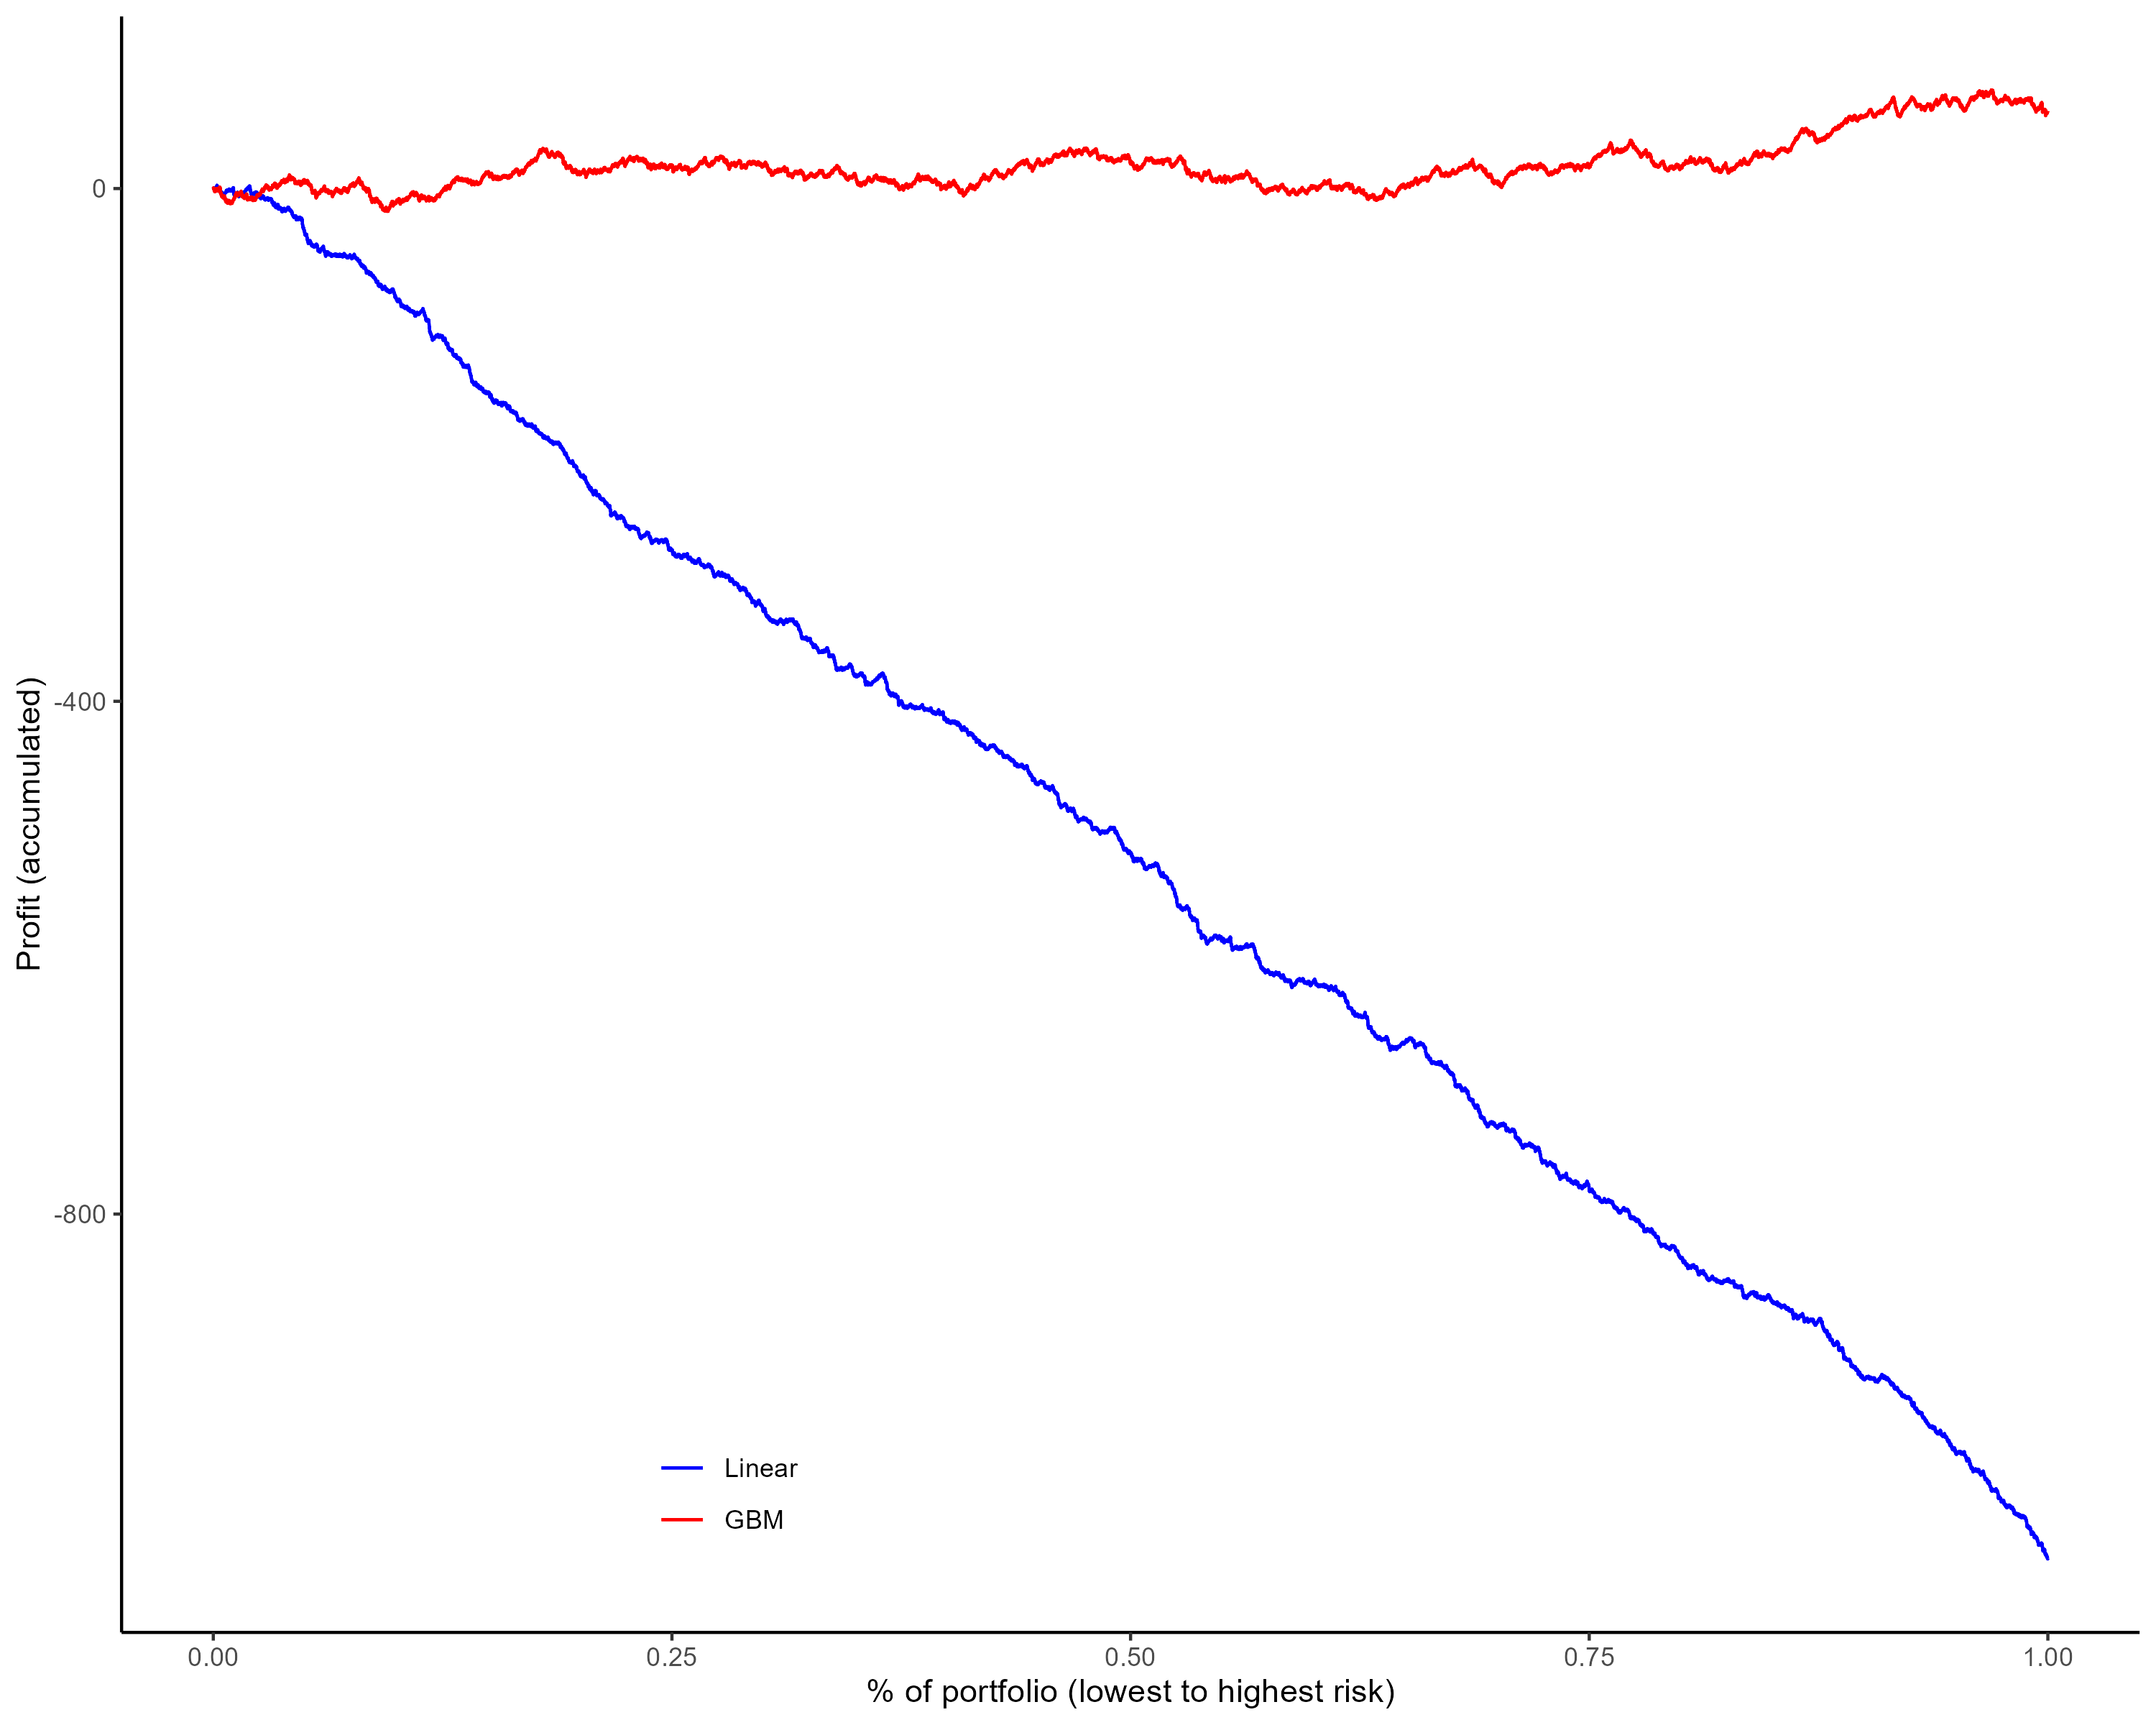 0
-400
-800
Profit (accumulated)
Linear
GBM
0.00 0.25 0.50 0.75 1.00
% of portfolio (lowest to highest risk)